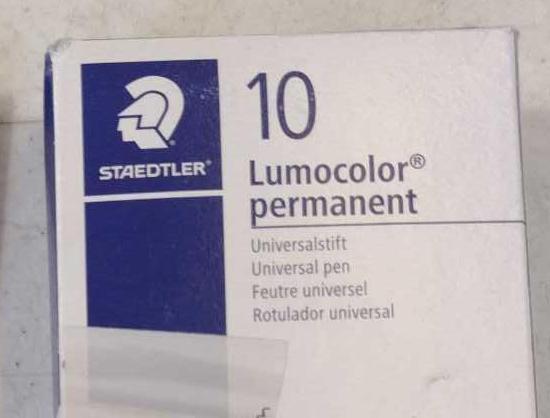 10
STAEDTLER®
Lumocolor®
permanent
Universalstift
Universal pen
Feutre universel
Rotulador universal